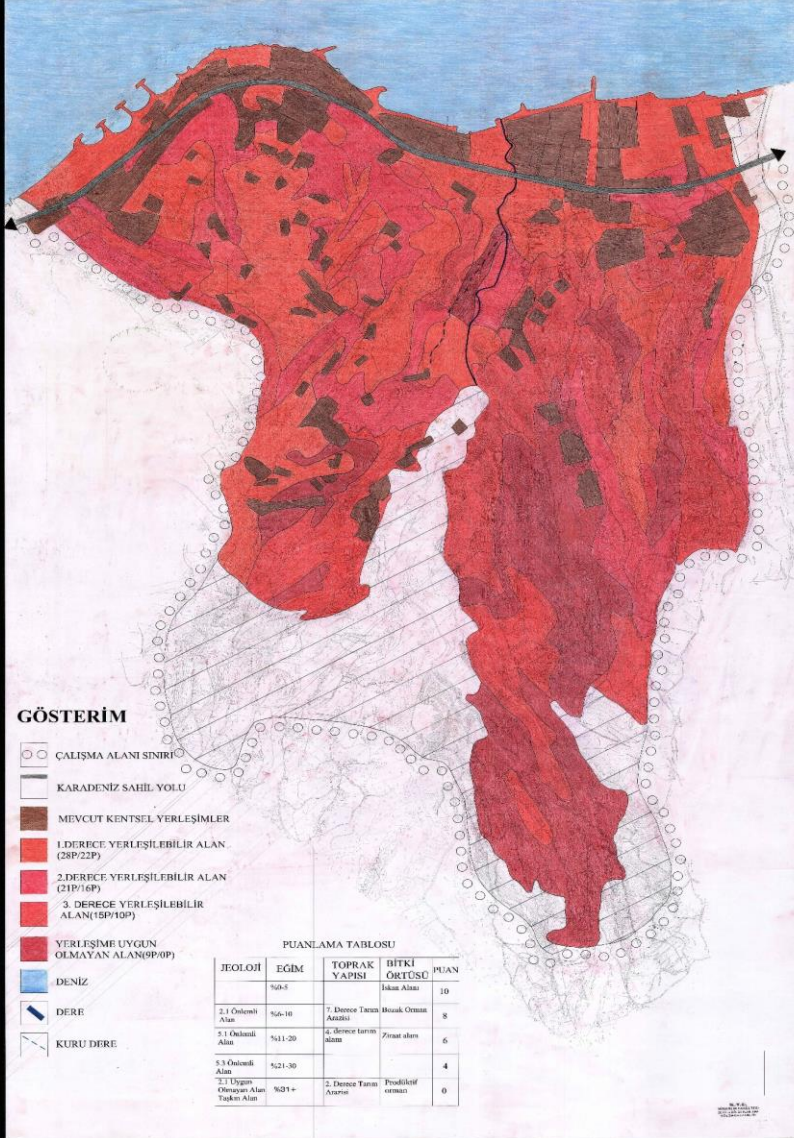 GÖSTERİM
ÇALIŞMA ALANI SINIRI
KARADENİZ SAHİL YOLU
MEVCUT KENTSEL YERLEŞİMLER
1.DERECE YERLEŞİLEBİLİR ALAN
(28P/22P)
2.DERECE YERLEŞİLEBİLİR ALAN
(21P/16P)
3. DERECE YERLEŞİLEBİLİR
ALAN(15P/10P)
YERLEŞİME UYGUN
OLMAYAN ALAN(9P/0P)
DENİZ
DERE
KURU DERE
PUANLAMA TABLOSU
JEOLOJİ EĞİM TOPRAK YAPISI BİTKİ ÖRTÜSÜ PUAN
%0-5 İskan Alanı 10
2.1 Önlemli Alan %6-10 7. Derece Tarım Arazisi Bozuk Orman 8
5.1 Önlemli Alan %11-20 4. derece tarım alanı Ziraat alanı 6
5.3 Önlemli Alan %21-30 4
2.1 Uygun Olmayan Alan Taşkın Alan %31+ 2. Derece Tarım Arazisi Prodüktif orman 0